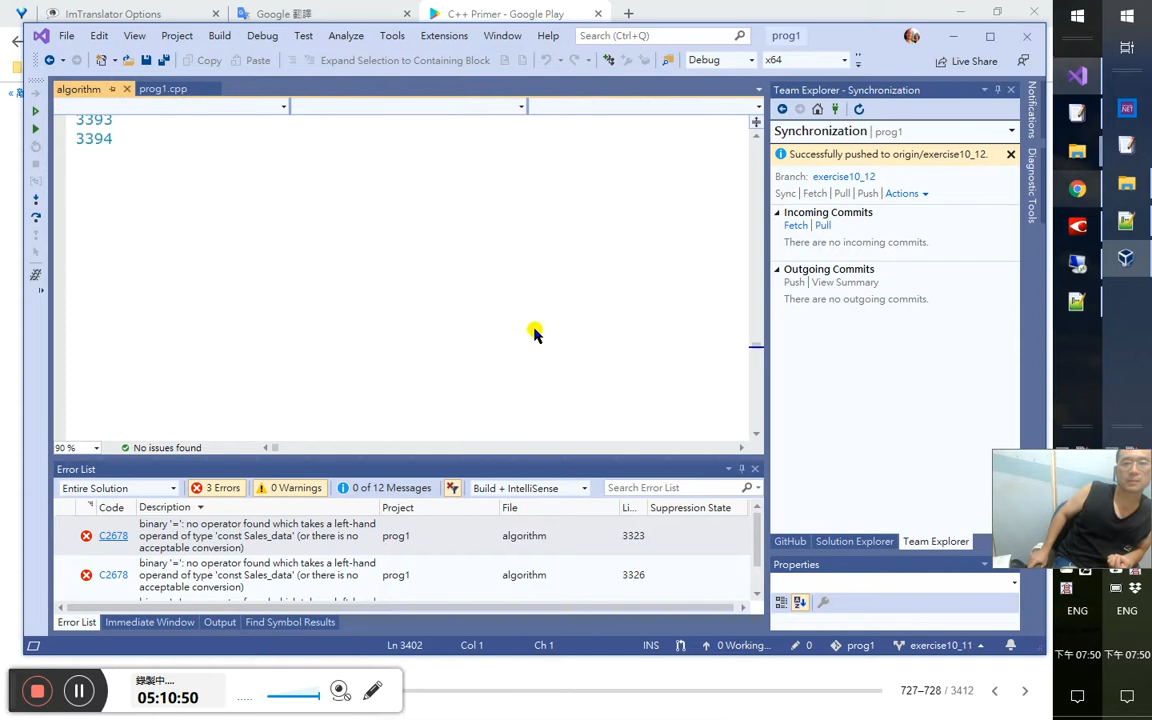 ImTranslator Options
Google 翻譯
C++ Primer - Google Play
File Edit View Project Build Debug Test Analyze Tools Extensions Window Help
Search (Ctrl+Q)
prog1
Copy Paste
Expand Selection to Containing Block
Debug x64
Live Share
algorithm prog1.cpp
3393
3394
90 % No issues found
Team Explorer - Synchronization
Synchronization | prog1
Successfully pushed to origin/exercise10_12.
Branch: exercise10_12
Sync | Fetch | Pull | Push | Actions
Incoming Commits
Fetch | Pull
There are no incoming commits.
Outgoing Commits
Push | View Summary
There are no outgoing commits.
Notifications
Diagnostic Tools
.NET
GitHub Solution Explorer Team Explorer
Properties
Error List
Entire Solution 3 Errors 0 Warnings 0 of 12 Messages Build + IntelliSense Search Error List
Code Description Project File Li... Suppression State
C2678 binary '=': no operator found which takes a left-hand
operand of type 'const Sales_data' (or there is no
acceptable conversion) prog1 algorithm 3323
C2678 binary '=': no operator found which takes a left-hand
operand of type 'const Sales_data' (or there is no
acceptable conversion) prog1 algorithm 3326
Error List Immediate Window Output Find Symbol Results
Ln 3402 Col 1 Ch 1 INS 0 Working... 0 prog1 exercise10_11
ENG ENG
下午 07:50 下午 07:50
錄製中....
05:10:50
727–728 / 3412